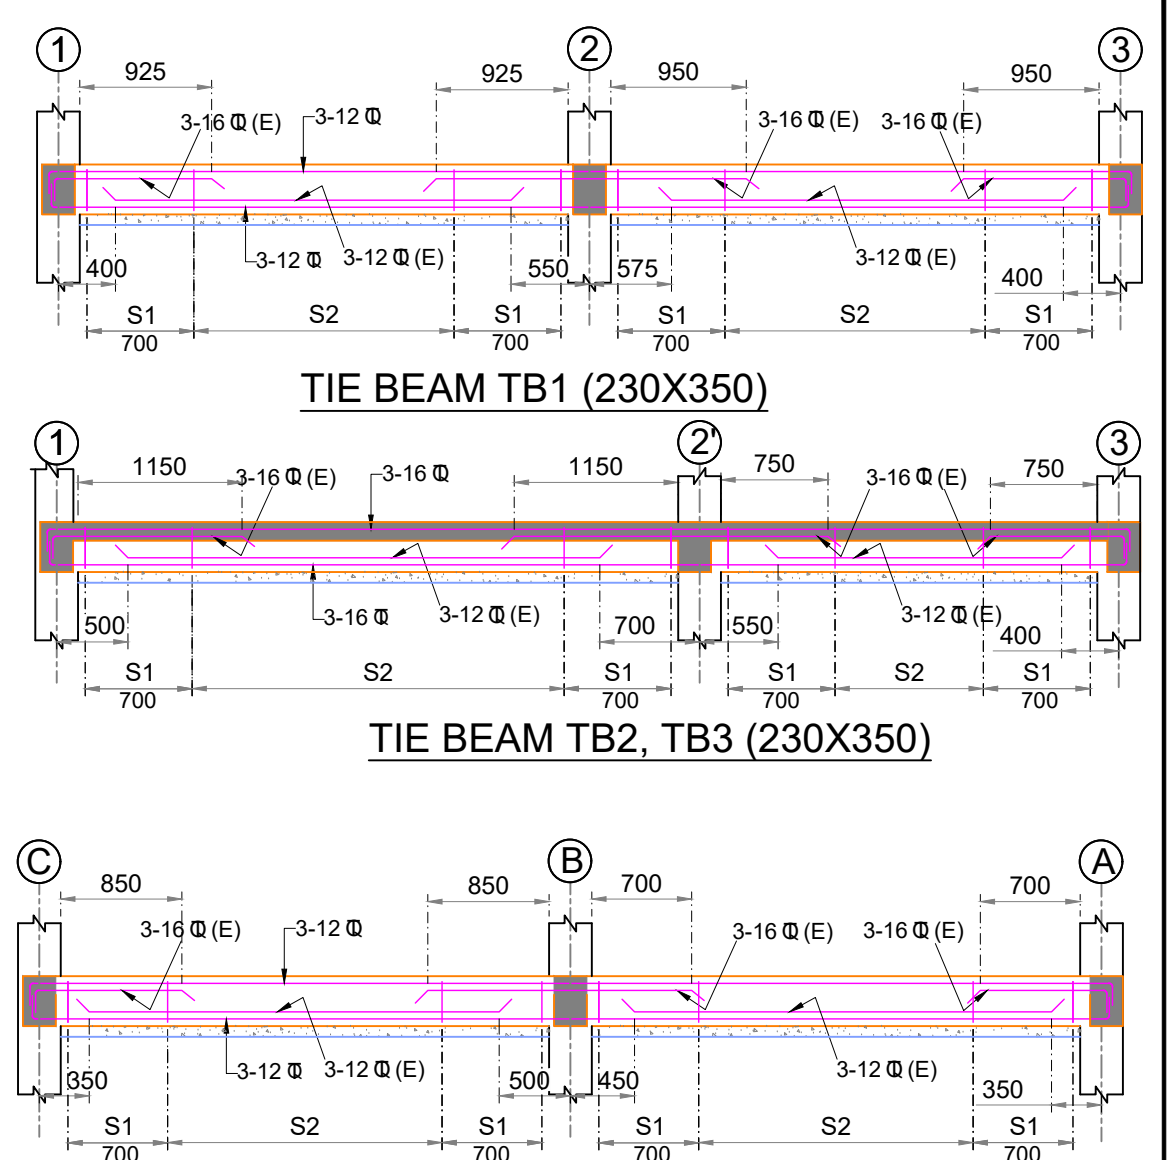 1 2 3
925 925 950 950
3-16 Ҩ (E) 3-12 Ҩ 3-16 Ҩ (E) 3-16 Ҩ (E)
3-12 Ҩ 3-12 Ҩ (E) 3-12 Ҩ (E)
400 550 575 400
S1 S2 S1 S1 S2 S1
700 700 700 700
TIE BEAM TB1 (230X350)
1 2' 3
1150 1150 750 750
3-16 Ҩ (E) 3-16 Ҩ 3-16 Ҩ (E)
3-16 Ҩ 3-12 Ҩ (E) 3-12 Ҩ (E)
500 700 550 400
S1 S2 S1 S1 S2 S1
700 700 700 700
TIE BEAM TB2, TB3 (230X350)
C B A
850 850 700 700
3-16 Ҩ (E) 3-12 Ҩ 3-16 Ҩ (E) 3-16 Ҩ (E)
3-12 Ҩ 3-12 Ҩ (E) 3-12 Ҩ (E)
350 500 450 350
S1 S2 S1 S1 S2 S1
700 700 700 700